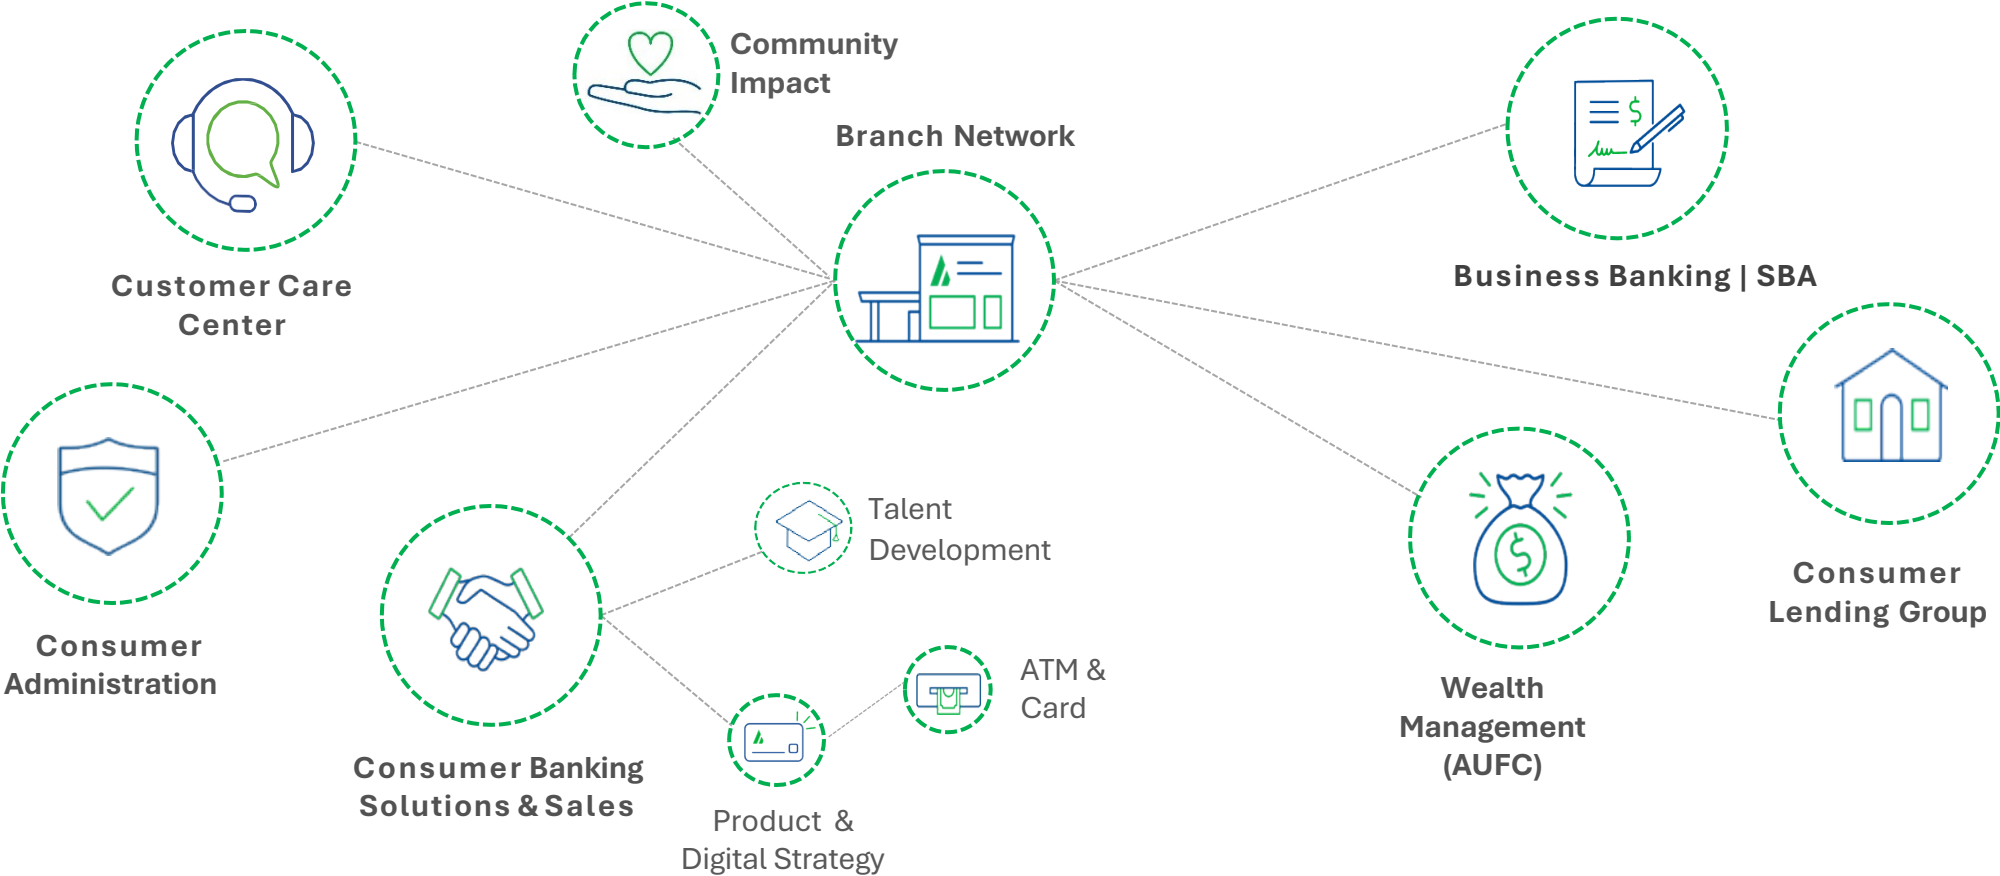 Community
Impact
Branch Network
Customer Care
Center
Business Banking | SBA
Consumer
Administration
Talent
Development
Consumer
Lending Group
ATM &
Card
Wealth
Management
(AUFC)
Consumer Banking
Solutions & Sales
Product &
Digital Strategy